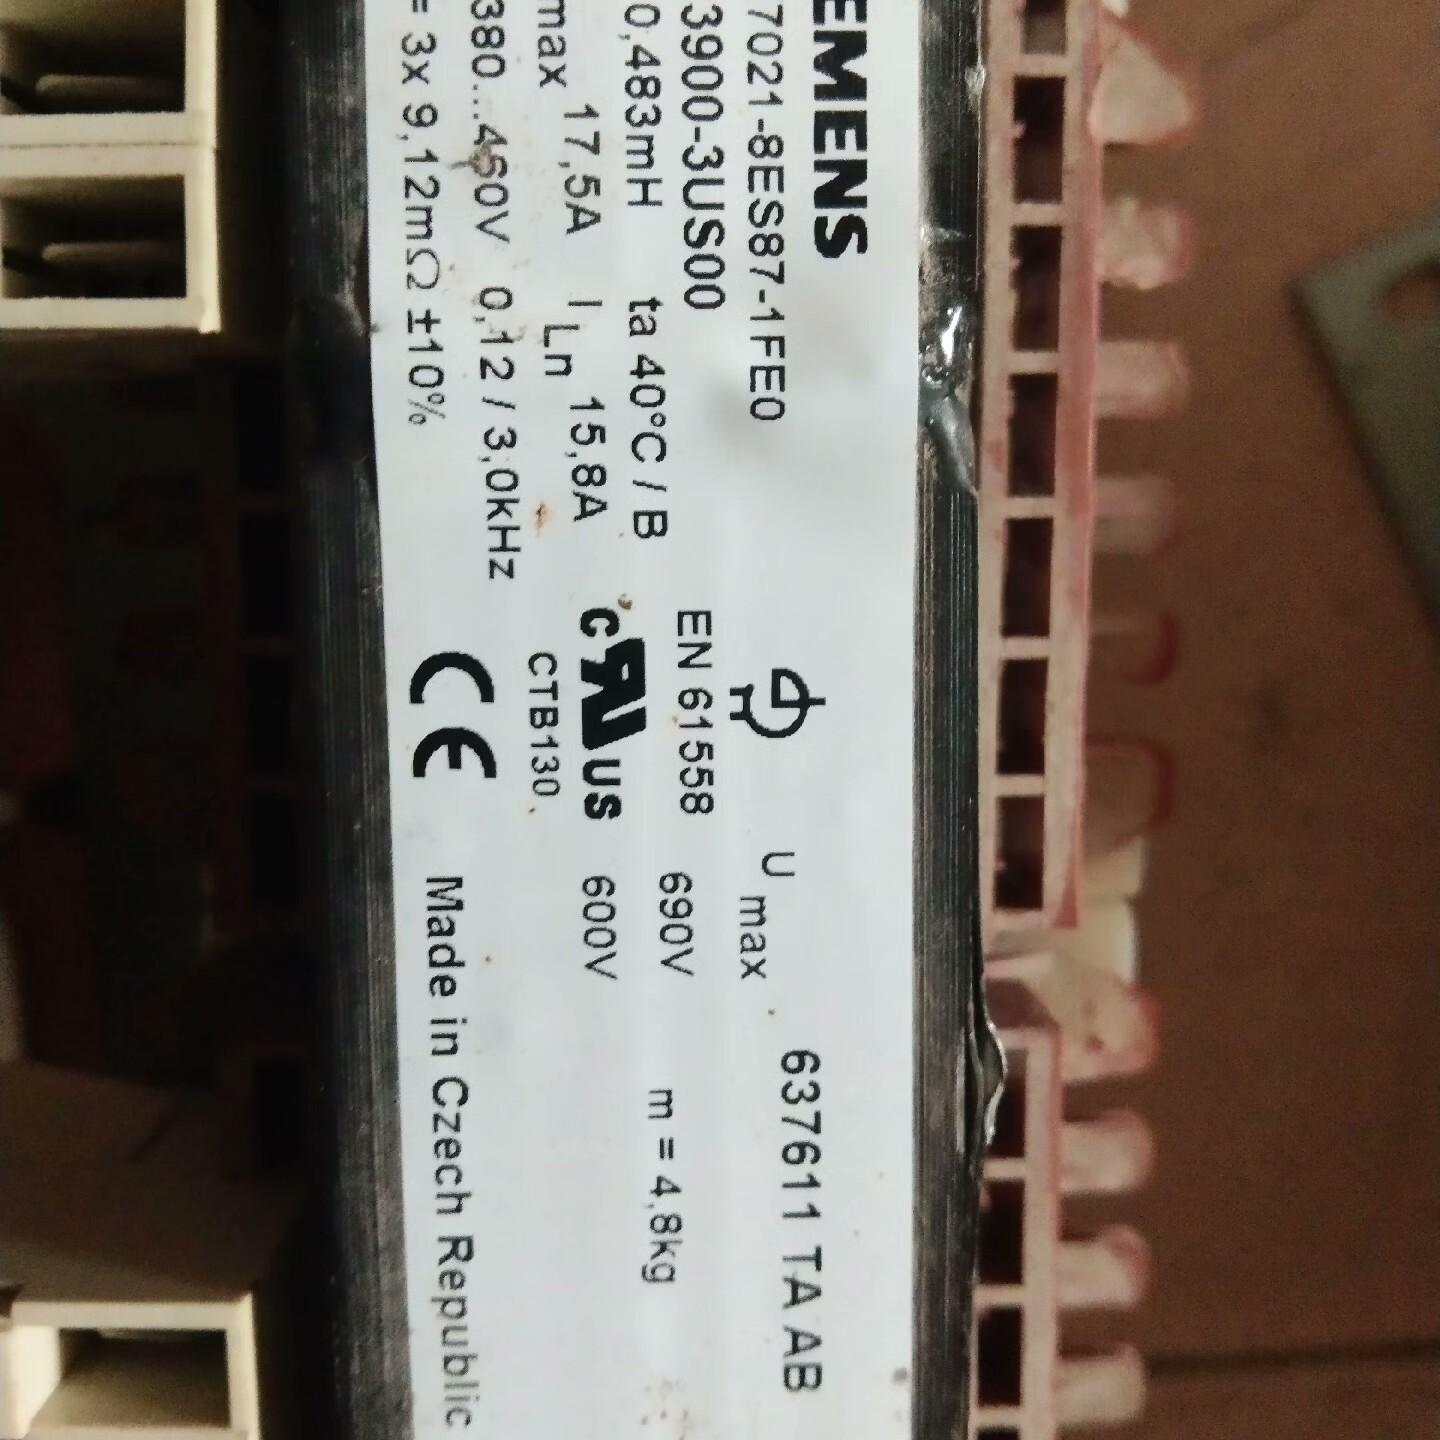 EMENS
7021-8ES87-1FE0
637611 TA AB
3900-3US00
U max
0,483mH ta 40°C / B
EN 61558 690V m = 4,8kg
max 17,5A I Ln 15,8A
cRUus 600V
380...460V 0,12 / 3,0kHz
CTB130
= 3x 9,12mΩ ±10%
CE Made in Czech Republic